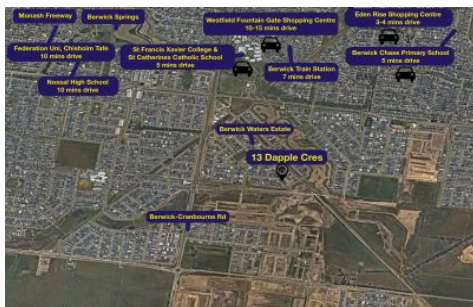 Monash Freeway
Berwick Springs
Westfield Fountain Gate Shopping Centre
10-15 mins drive
Eden Rise Shopping Centre
3-4 mins drive
Federation Uni, Chisholm Tafe
10 mins drive
St Francis Xavier College &
St Catherines Catholic School
5 mins drive
Berwick Train Station
7 mins drive
Berwick Chase Primary School
5 mins drive
Nossal High School
10 mins drive
Berwick Waters Estate
13 Dapple Cres
Berwick-Cranbourne Rd